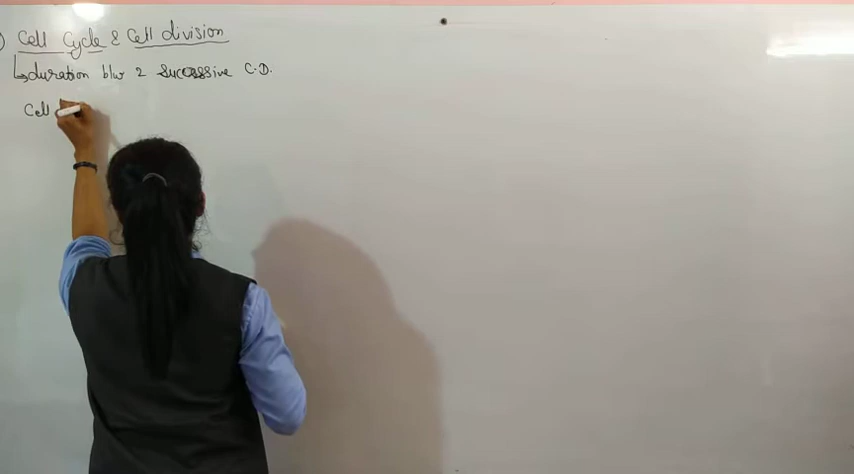 ) Cell Cycle & Cell division
↳duration b/w 2 Successive C.D.
Cell